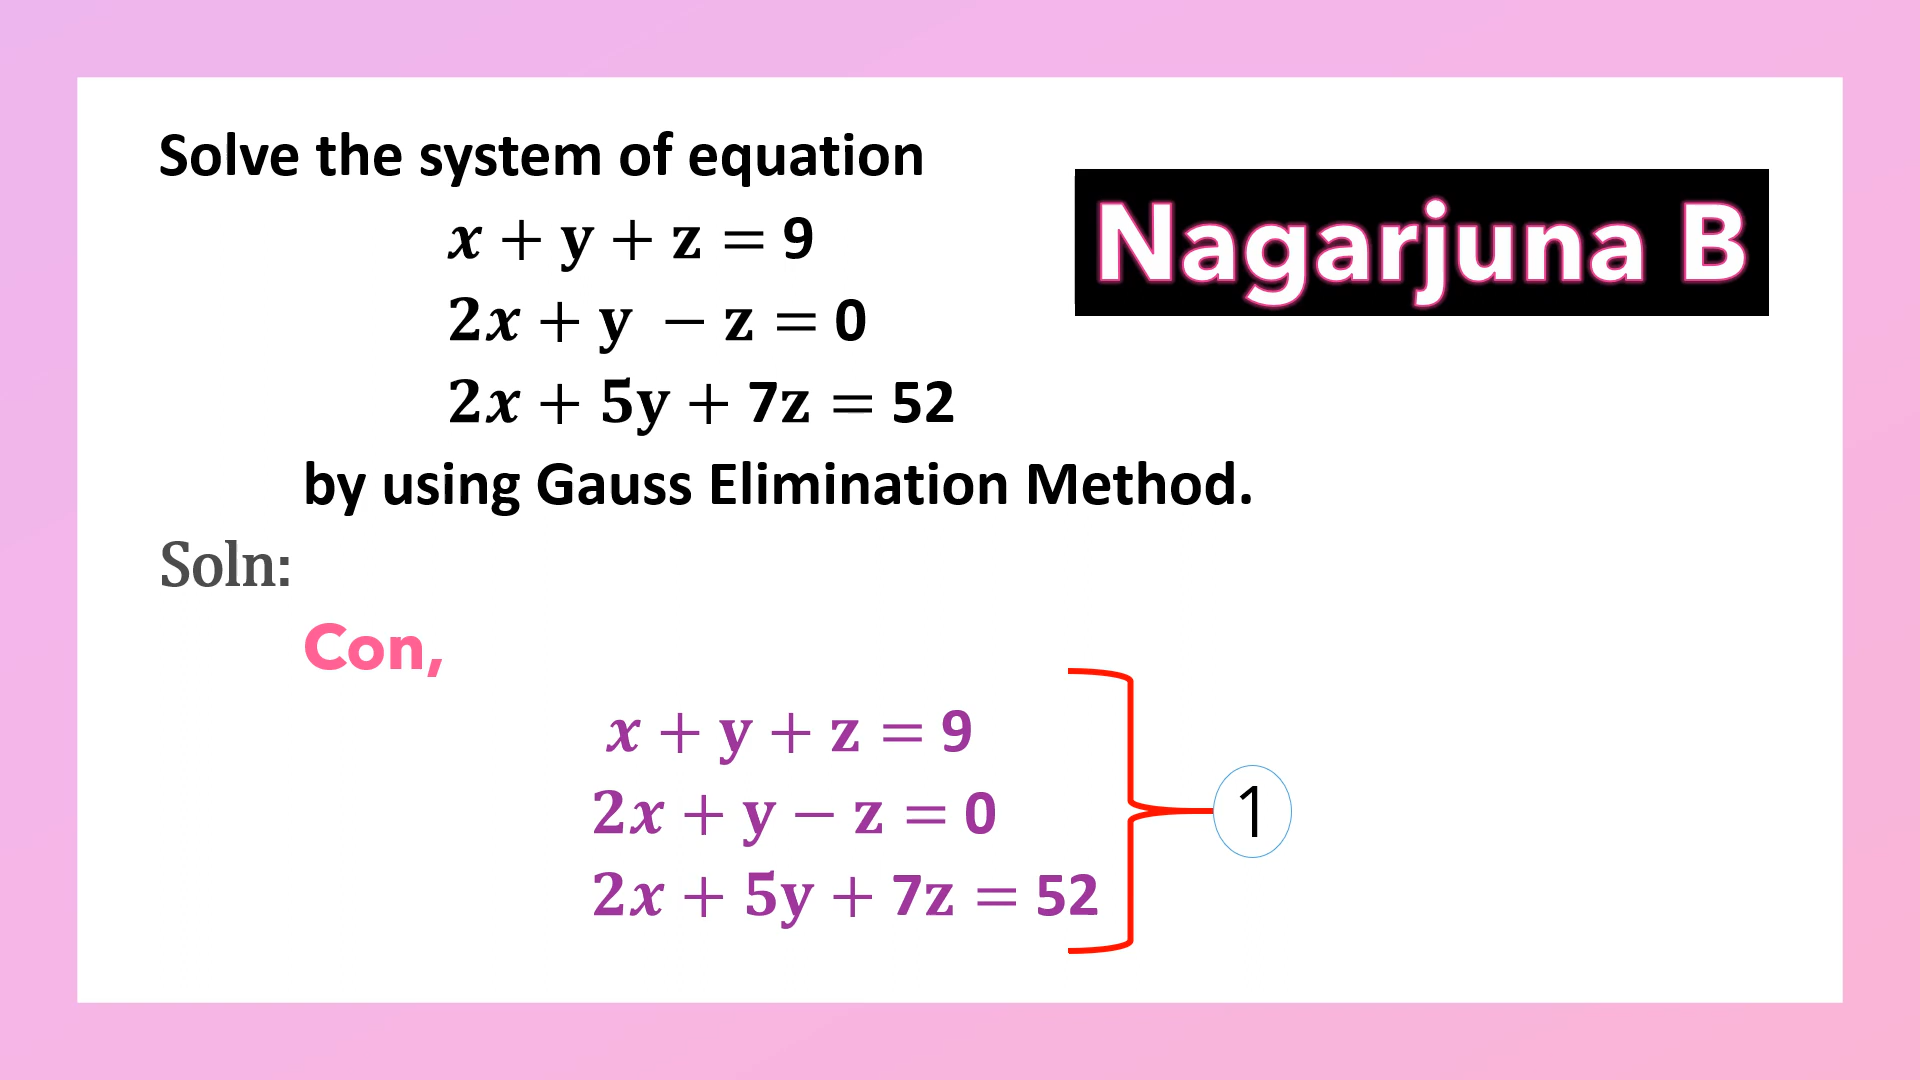 Solve the system of equation
Nagarjuna B
x + y + z = 9
2x + y − z = 0
2x + 5y + 7z = 52
by using Gauss Elimination Method.
Soln:
Con,
x + y + z = 9
2x + y − z = 0
1
2x + 5y + 7z = 52